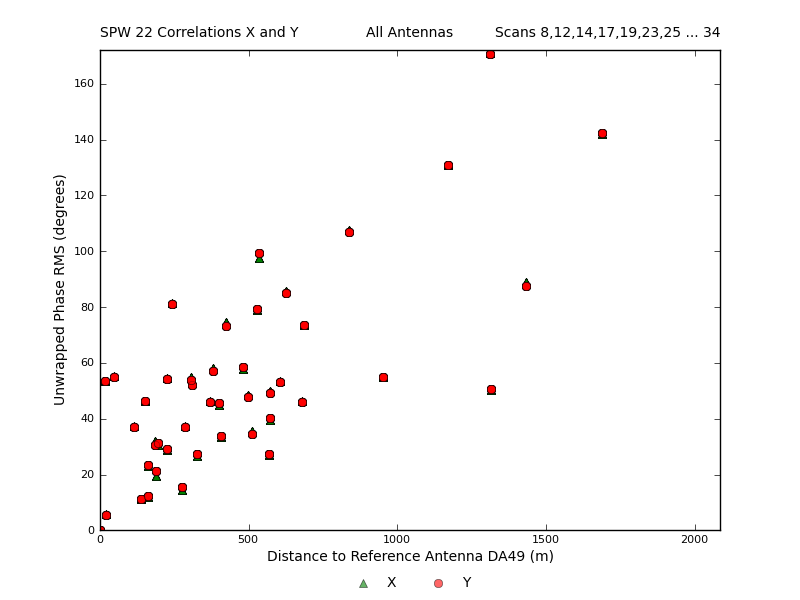 SPW 22 Correlations X and Y All Antennas Scans 8,12,14,17,19,23,25 ... 34
160
140
120
100
80
60
40
20
0
Unwrapped Phase RMS (degrees)
0 500 1000 1500 2000
Distance to Reference Antenna DA49 (m)
X Y